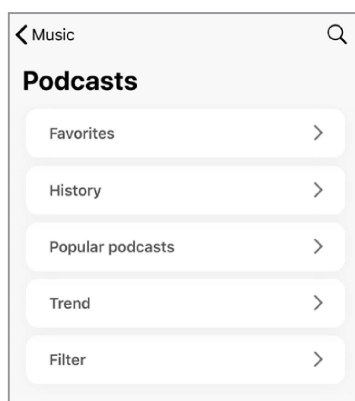 Music
Podcasts
Favorites
History
Popular podcasts
Trend
Filter